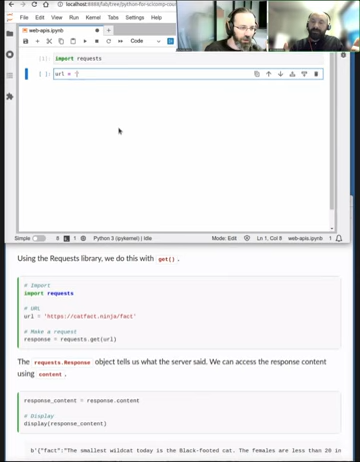 localhost:8888/lab/tree/python-for-sci-comp-cou
File Edit View Run Kernel Tabs Settings Help
web-apis.ipynb
Code
import requests
[ ]: url = '
Simple 0 1 Python 3 (ipykernel) | Idle Mode: Edit Ln 1, Col 8 web-apis.ipynb 1
Using the Requests library, we do this with get() .
# Import
import requests
# URL
url = 'https://catfact.ninja/fact'
# Make a request
response = requests.get(url)
The requests.Response object tells us what the server said. We can access the response content
using content .
response_content = response.content
# Display
display(response_content)
b'{"fact":"The smallest wildcat today is the Black-footed cat. The females are less than 20 in